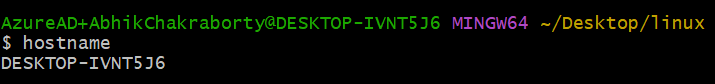 AzureAD+AbhikChakraborty@DESKTOP-IVNT5J6 MINGW64 ~/Desktop/linux
$ hostname
DESKTOP-IVNT5J6